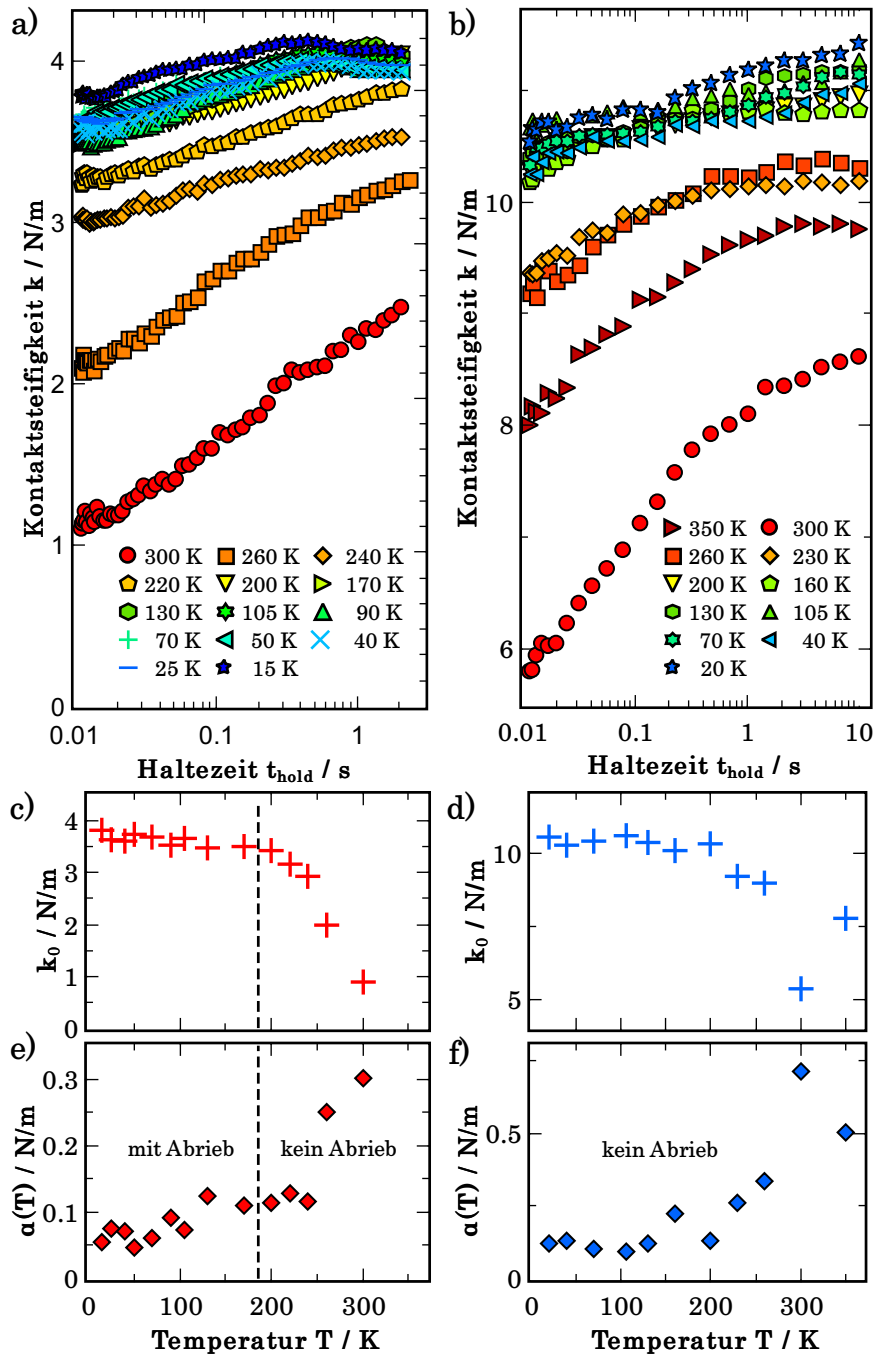 a)
Kontaktsteifigkeit k / N/m
4
3
2
1
0
300 K 260 K 240 K
220 K 200 K 170 K
130 K 105 K 90 K
70 K 50 K 40 K
25 K 15 K
0.01 0.1 1
Haltezeit t_hold / s
b)
Kontaktsteifigkeit k / N/m
10
8
6
350 K 300 K
260 K 230 K
200 K 160 K
130 K 105 K
70 K 40 K
20 K
0.01 0.1 1 10
Haltezeit t_hold / s
c)
k₀ / N/m
4
3
2
1
0
d)
k₀ / N/m
10
5
e)
α(T) / N/m
0.3
0.2
0.1
0
mit Abrieb kein Abrieb
0 100 200 300
Temperatur T / K
f)
α(T) / N/m
0.5
0
kein Abrieb
0 100 200 300
Temperatur T / K